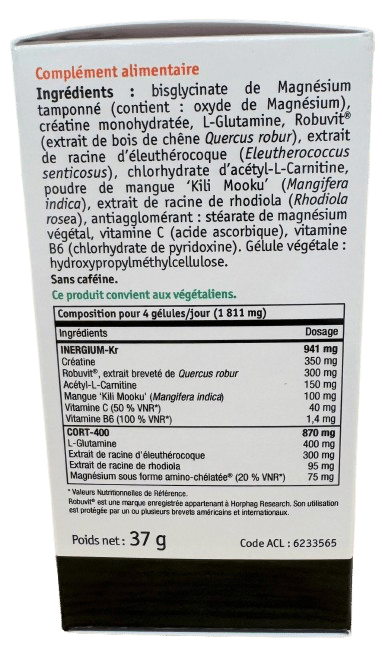 Complément alimentaire
Ingrédients : bisglycinate de Magnésium
tamponné (contient : oxyde de Magnésium),
créatine monohydratée, L-Glutamine, Robuvit®
(extrait de bois de chêne Quercus robur), extrait
de racine d'éleuthérocoque (Eleutherococcus
senticosus), chlorhydrate d'acétyl-L-Carnitine,
poudre de mangue 'Kili Mooku' (Mangifera
indica), extrait de racine de rhodiola (Rhodiola
rosea), antiagglomérant : stéarate de magnésium
végétal, vitamine C (acide ascorbique), vitamine
B6 (chlorhydrate de pyridoxine). Gélule végétale :
hydroxypropylméthylcellulose.
Sans caféine.
Ce produit convient aux végétaliens.
Composition pour 4 gélules/jour (1 811 mg)
Ingrédients Dosage
INERGIUM-Kr 941 mg
Créatine 350 mg
Robuvit®, extrait breveté de Quercus robur 300 mg
Acétyl-L-Carnitine 150 mg
Mangue 'Kili Mooku' (Mangifera indica) 100 mg
Vitamine C (50 % VNR*) 40 mg
Vitamine B6 (100 % VNR*) 1,4 mg
CORT-400 870 mg
L-Glutamine 400 mg
Extrait de racine d'éleuthérocoque 300 mg
Extrait de racine de rhodiola 95 mg
Magnésium sous forme amino-chélatée® (20 % VNR*) 75 mg
* Valeurs Nutritionnelles de Référence.
Robuvit® est une marque enregistrée appartenant à Horphag Research. Son utilisation
est protégée par un ou plusieurs brevets américains et internationaux.
Poids net : 37 g
Code ACL : 6233565